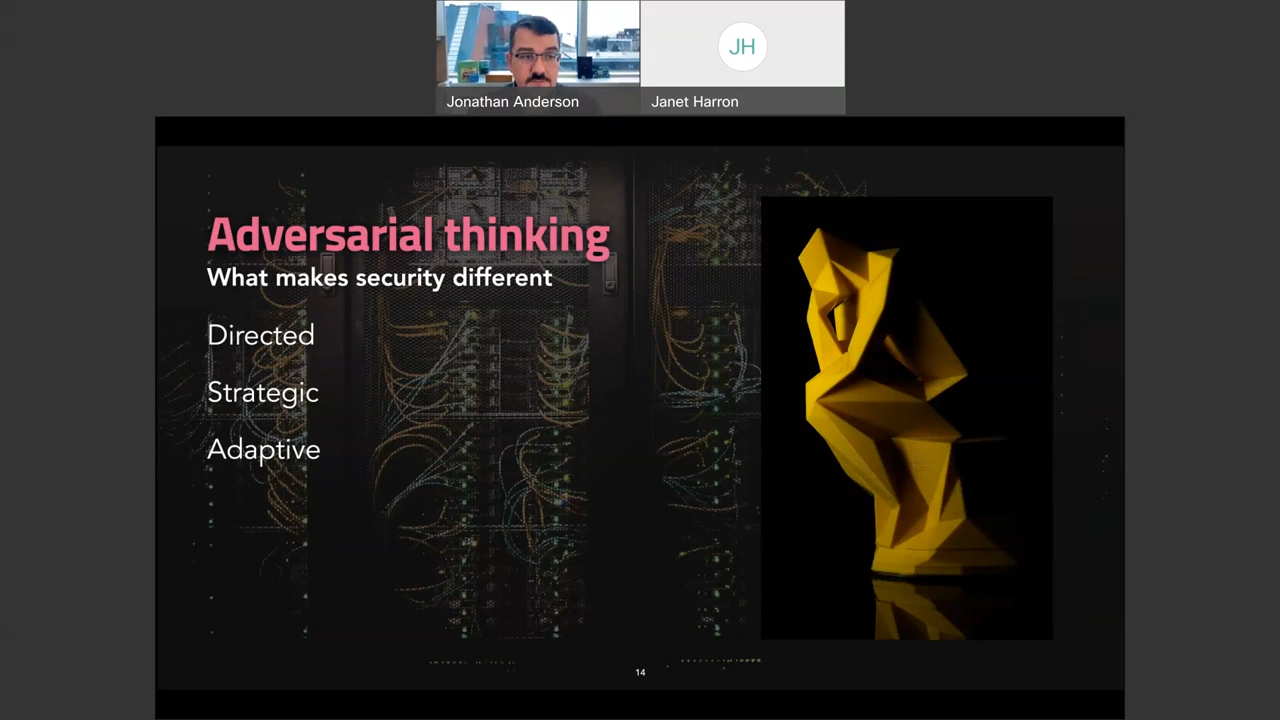 JH
Jonathan Anderson
Janet Harron
Adversarial thinking
What makes security different
Directed
Strategic
Adaptive
14